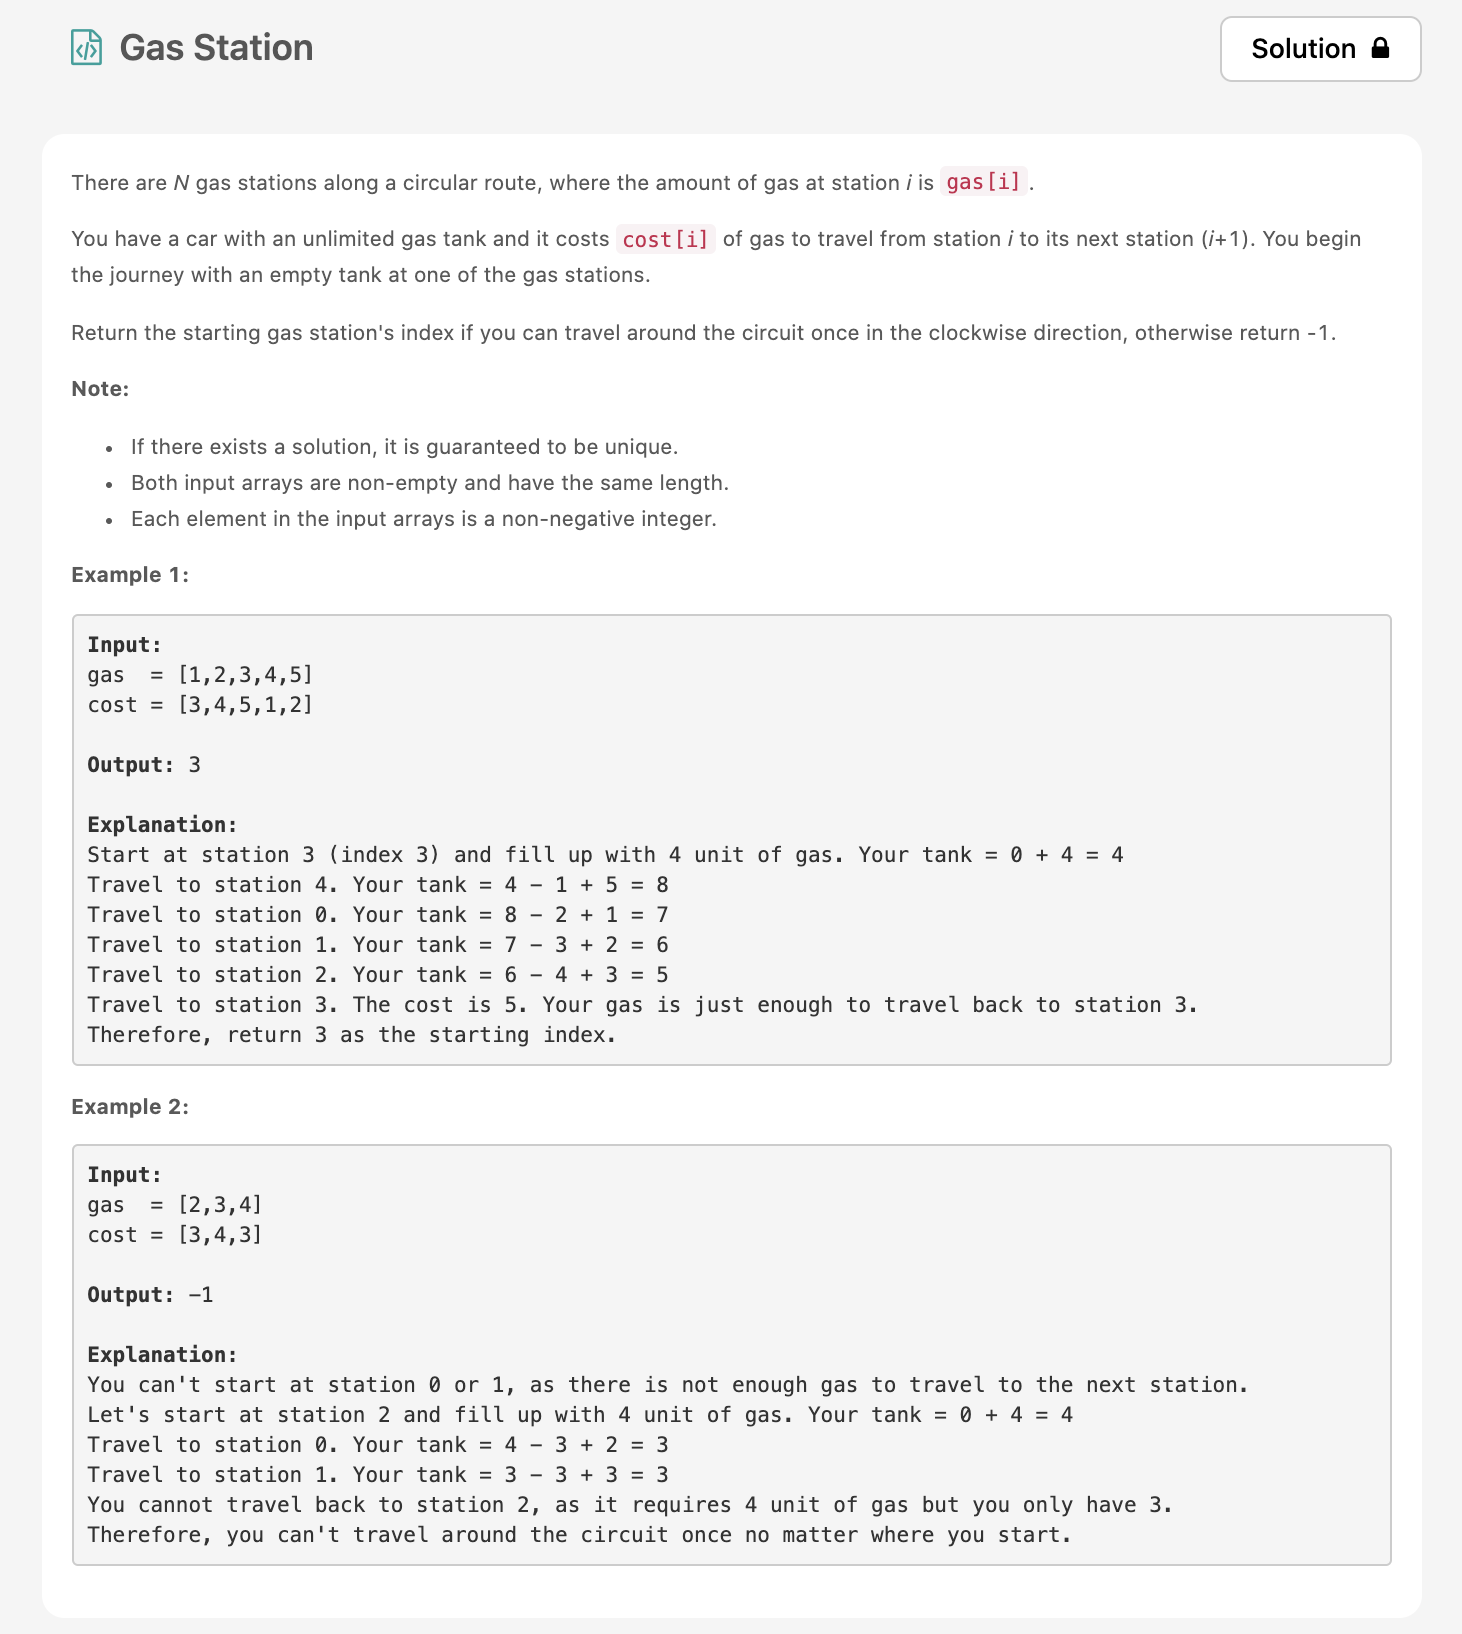 Gas Station
Solution
There are N gas stations along a circular route, where the amount of gas at station i is gas[i].
You have a car with an unlimited gas tank and it costs cost[i] of gas to travel from station i to its next station (i+1). You begin
the journey with an empty tank at one of the gas stations.
Return the starting gas station's index if you can travel around the circuit once in the clockwise direction, otherwise return -1.
Note:
• If there exists a solution, it is guaranteed to be unique.
• Both input arrays are non-empty and have the same length.
• Each element in the input arrays is a non-negative integer.
Example 1:
Input:
gas  = [1,2,3,4,5]
cost = [3,4,5,1,2]
Output: 3
Explanation:
Start at station 3 (index 3) and fill up with 4 unit of gas. Your tank = 0 + 4 = 4
Travel to station 4. Your tank = 4 - 1 + 5 = 8
Travel to station 0. Your tank = 8 - 2 + 1 = 7
Travel to station 1. Your tank = 7 - 3 + 2 = 6
Travel to station 2. Your tank = 6 - 4 + 3 = 5
Travel to station 3. The cost is 5. Your gas is just enough to travel back to station 3.
Therefore, return 3 as the starting index.
Example 2:
Input:
gas  = [2,3,4]
cost = [3,4,3]
Output: -1
Explanation:
You can't start at station 0 or 1, as there is not enough gas to travel to the next station.
Let's start at station 2 and fill up with 4 unit of gas. Your tank = 0 + 4 = 4
Travel to station 0. Your tank = 4 - 3 + 2 = 3
Travel to station 1. Your tank = 3 - 3 + 3 = 3
You cannot travel back to station 2, as it requires 4 unit of gas but you only have 3.
Therefore, you can't travel around the circuit once no matter where you start.